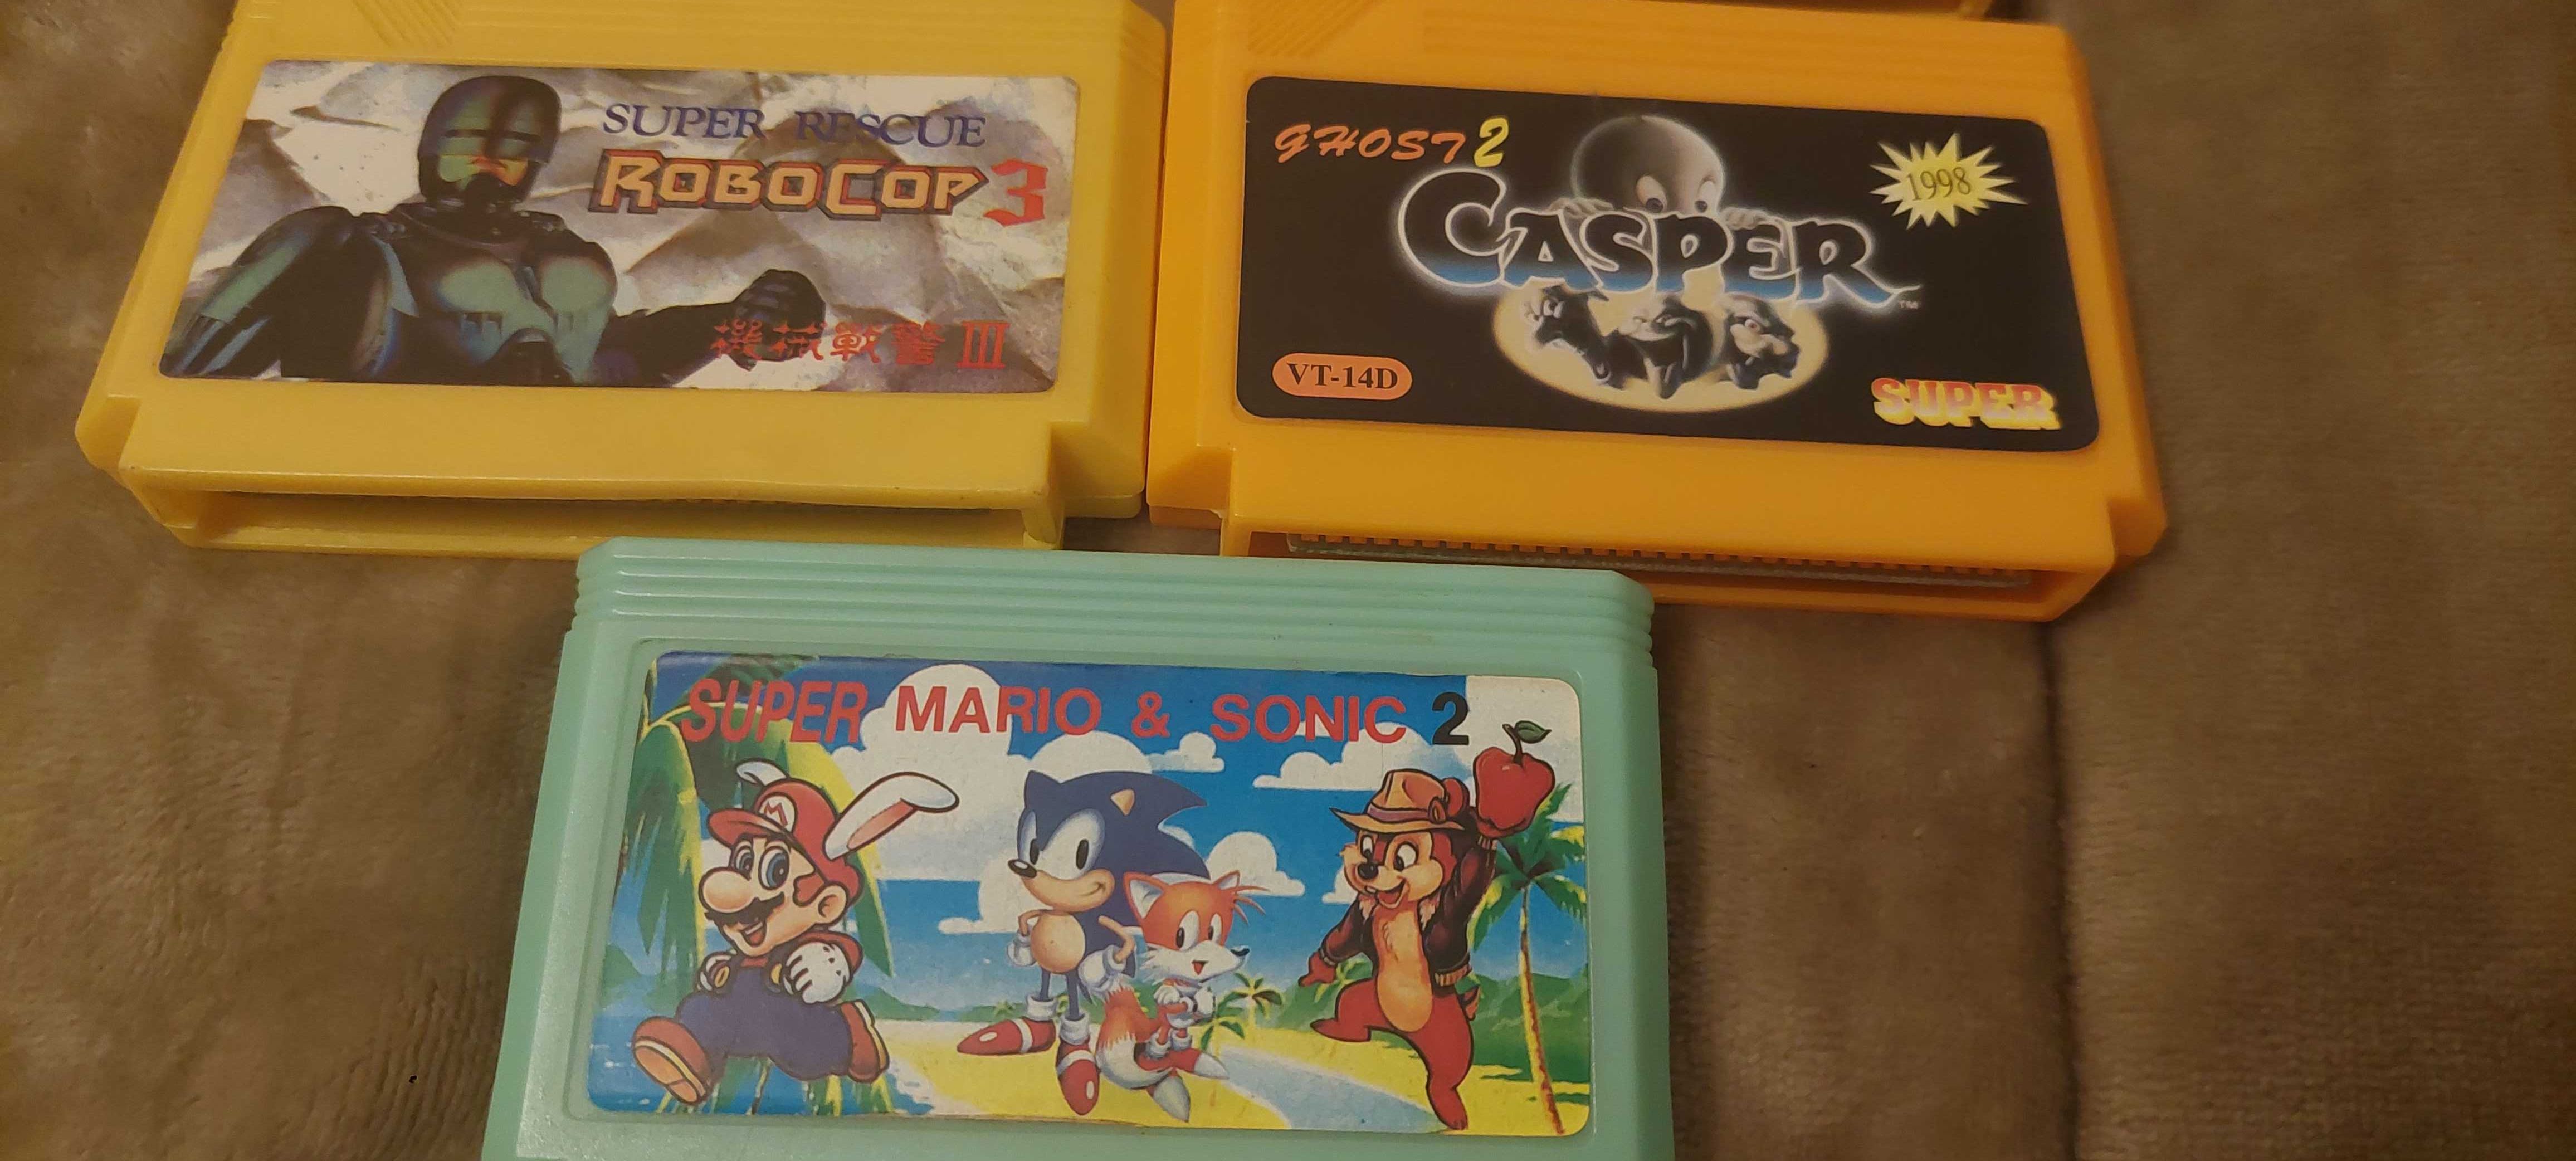 SUPER RESCUE
ROBOCOP 3
機械戰警 III
GHOST 2
CASPER™
1998
VT-14D
SUPER
SUPER MARIO & SONIC 2
M